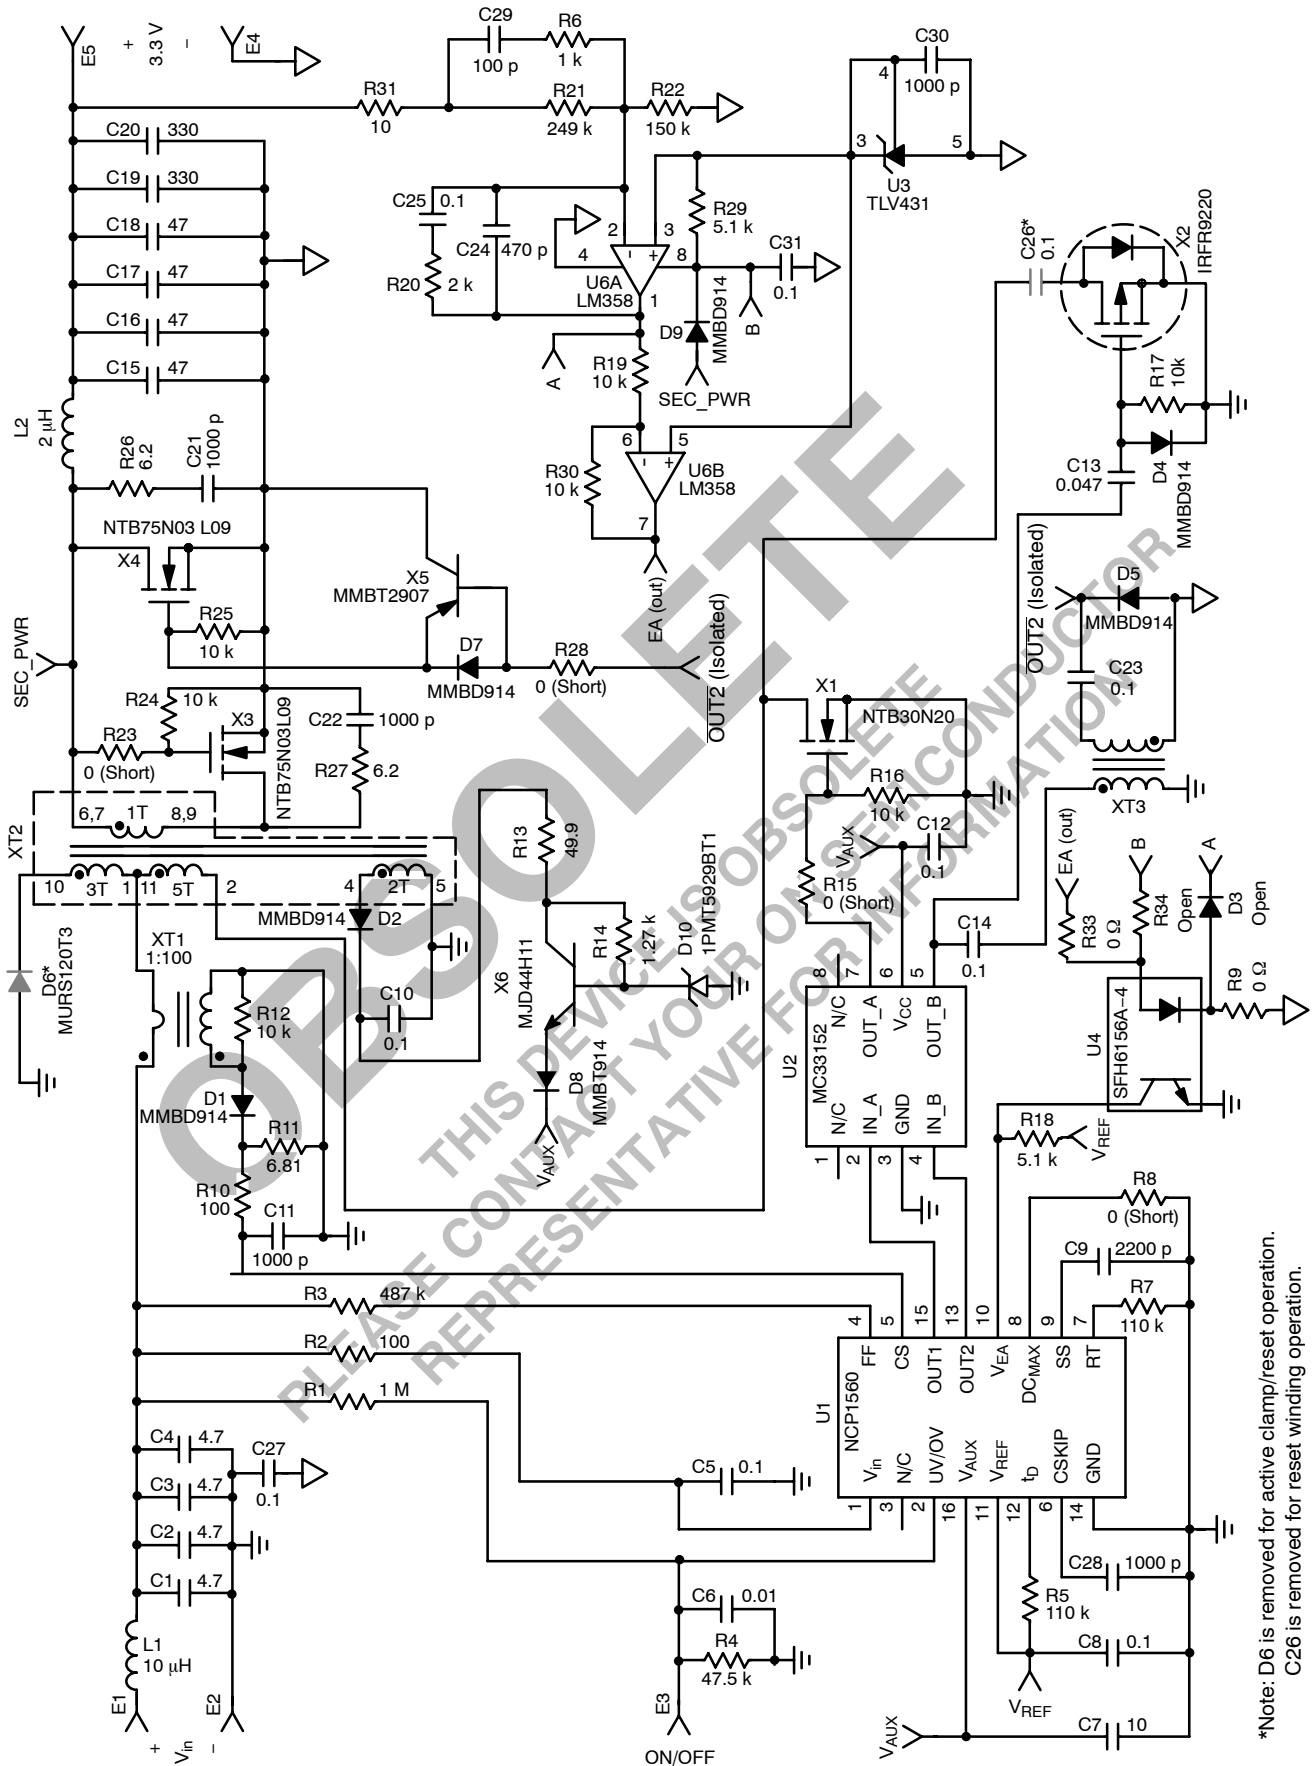 E5
+
3.3 V
−
E4
C29
100 p
R6
1 k
R31
10
R21
249 k
R22
150 k
C30
1000 p
4
3
5
U3
TLV431
C20 330
C19 330
C18 47
C17 47
C16 47
C15 47
C25 0.1
C24 470 p
R20 2 k
2
3
4
8
- +
U6A
LM358
1
R29
5.1 k
C31
0.1
D9
MMBD914
B
SEC_PWR
A
R19
10 k
C26*
0.1
X2
IRFR9220
L2
2 µH
R26
6.2
C21
1000 p
R17
10k
6
5
- +
U6B
LM358
R30
10 k
7
EA (out)
C13
0.047
D4
MMBD914
NTB75N03 L09
X4
R25
10 k
X5
MMBT2907
D7
MMBD914
R28
0 (Short)
OUT2 (Isolated)
OUT2 (Isolated)
D5
MMBD914
C23
0.1
XT3
SEC_PWR
R24
10 k
R23
0 (Short)
X3
NTB75N03L09
C22
1000 p
R27 6.2
X1
NTB30N20
R16
10 k
C12
0.1
VAUX
R15
0 (Short)
XT2
6,7
1T
8,9
10
3T
1
11
5T
2
4
2T
5
R13
49.9
MMBD914
D2
R14
1.27 k
D10
1PMT5929BT1
X6
MJD44H11
C10
0.1
D8
MMBT914
VAUX
D6*
MURS120T3
XT1
1:100
R12
10 k
D1
MMBD914
R11
6.81
R10
100
C11
1000 p
C14
0.1
EA (out)
R33
0 Ω
B
R34
Open
A
D3
Open
R9
0 Ω
U4
SFH6156A−4
U2
MC33152
8
7
6
5
N/C
OUT_A
VCC
OUT_B
N/C
IN_A
GND
IN_B
1
2
3
4
R18
5.1 k
VREF
R8
0 (Short)
C9 2200 p
R7
110 k
R3 487 k
R2 100
R1 1 M
4
5
15
13
10
8
9
7
U1
NCP1560
FF
CS
OUT1
OUT2
VEA
DCMAX
SS
RT
Vin
N/C
UV/OV
VAUX
VREF
tD
CSKIP
GND
1
3
2
16
11
12
6
14
C4 4.7
C3 4.7
C2 4.7
C1 4.7
C27
0.1
C5 0.1
C6 0.01
R4
47.5 k
C28 1000 p
R5
110 k
C8 0.1
VREF
C7 10
VAUX
L1
10 µH
E1
+
Vin
−
E2
E3
ON/OFF
*Note: D6 is removed for active clamp/reset operation.
C26 is removed for reset winding operation.
OBSOLETE
THIS DEVICE IS OBSOLETE
PLEASE CONTACT YOUR ON SEMICONDUCTOR
REPRESENTATIVE FOR INFORMATION